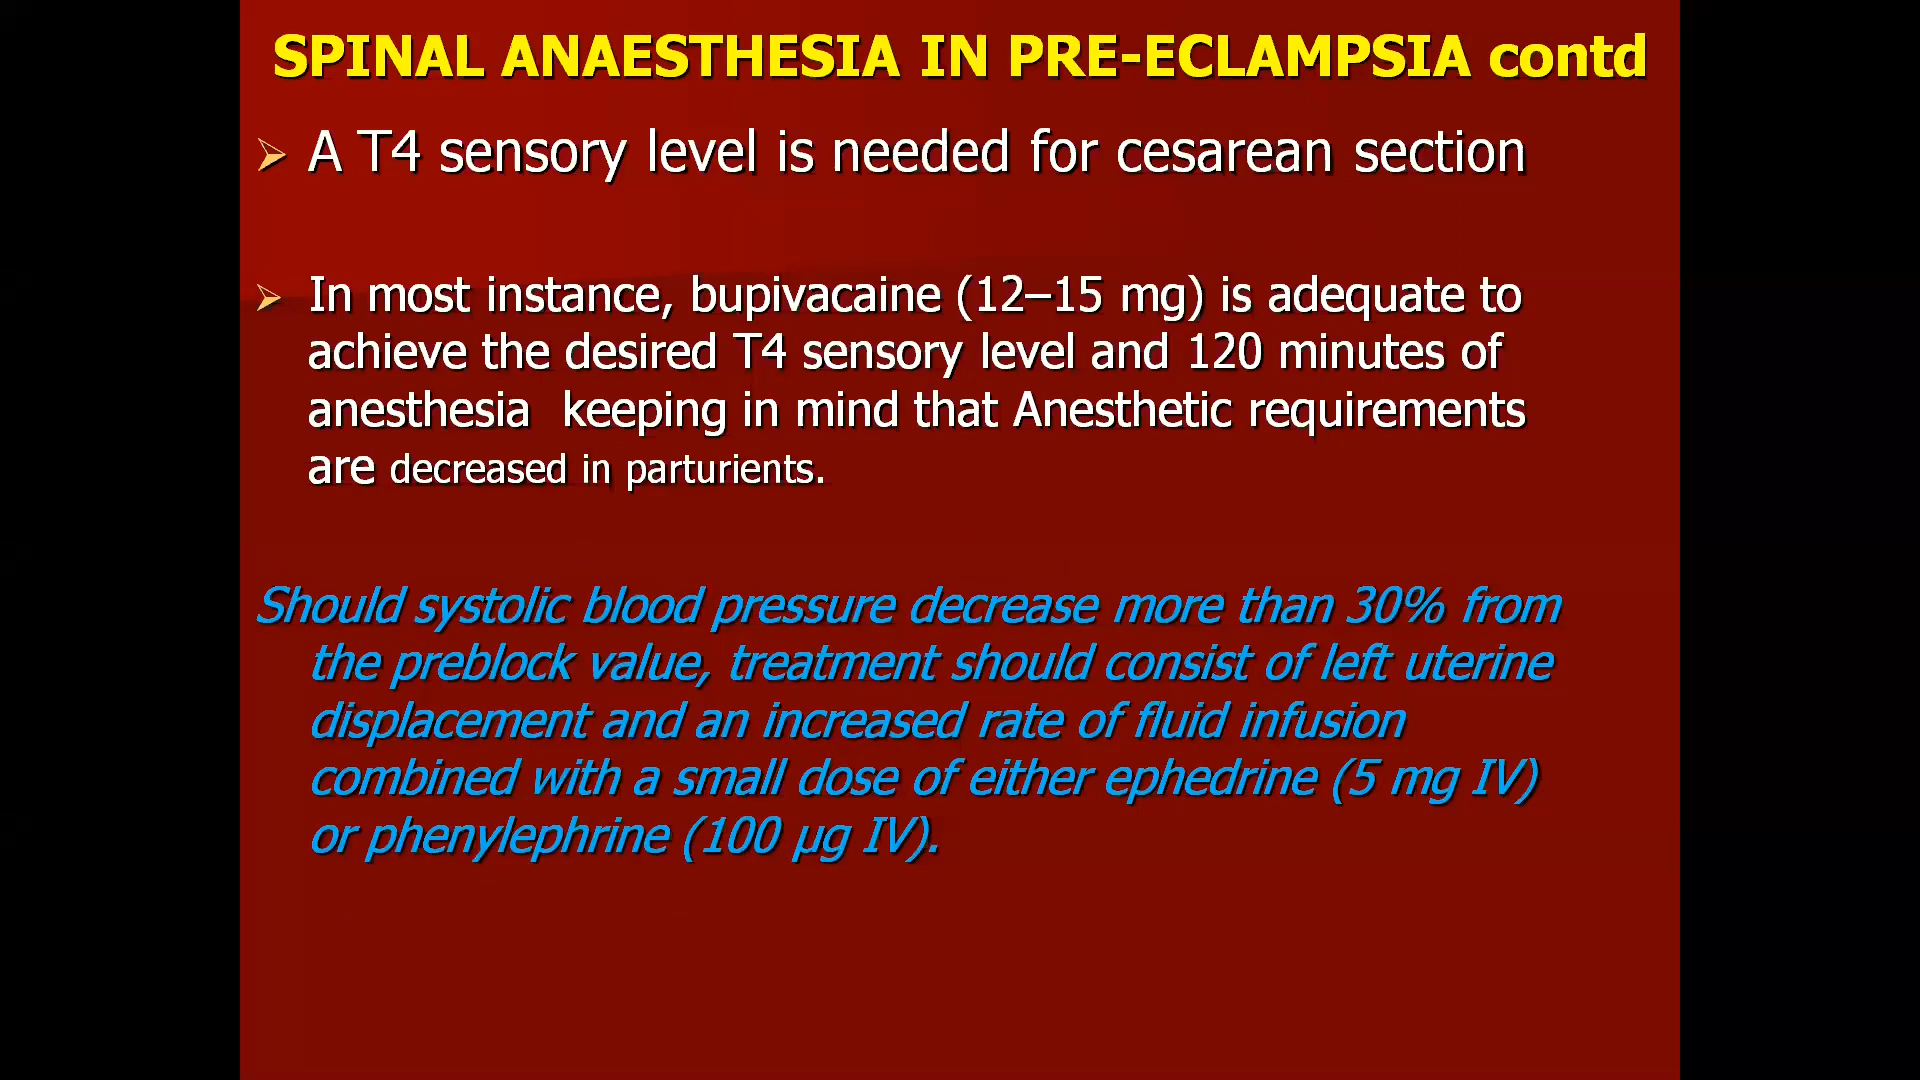 SPINAL ANAESTHESIA IN PRE-ECLAMPSIA contd
A T4 sensory level is needed for cesarean section
In most instance, bupivacaine (12–15 mg) is adequate to
achieve the desired T4 sensory level and 120 minutes of
anesthesia keeping in mind that Anesthetic requirements
are decreased in parturients.
Should systolic blood pressure decrease more than 30% from
the preblock value, treatment should consist of left uterine
displacement and an increased rate of fluid infusion
combined with a small dose of either ephedrine (5 mg IV)
or phenylephrine (100 µg IV).